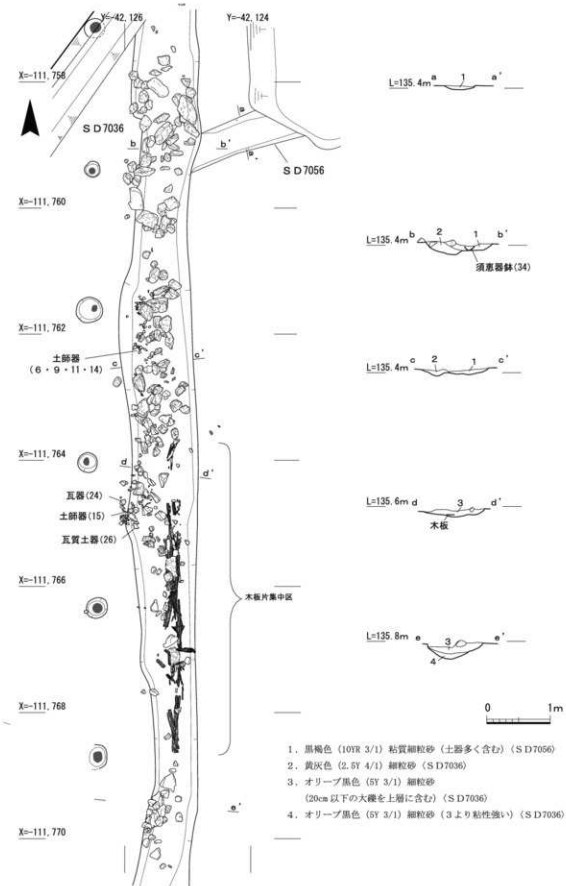 Y=-42,126
Y=-42,124
X=-111,758
SD7036
b
b'
a
a'
SD7056
X=-111,760
X=-111,762
土師器
(6・9・11・14)
c
c'
X=-111,764
d
d'
瓦器(24)
土師器(15)
瓦質土器(26)
X=-111,766
木板片集中区
X=-111,768
e'
X=-111,770
L=135.4m
a
1
a'
L=135.4m
b
2
1
b'
須恵器鉢(34)
L=135.4m
c
2
1
c'
L=135.6m
d
3
d'
木板
L=135.8m
e
3
e'
4
0
1m
1. 黒褐色 (10YR 3/1) 粘質細粒砂 (土器多く含む) (SD7056)
2. 黄灰色 (2.5Y 4/1) 細粒砂 (SD7036)
3. オリーブ黒色 (5Y 3/1) 細粒砂
(20cm 以下の大礫を上層に含む) (SD7036)
4. オリーブ黒色 (5Y 3/1) 細粒砂 (3より粘性強い) (SD7036)